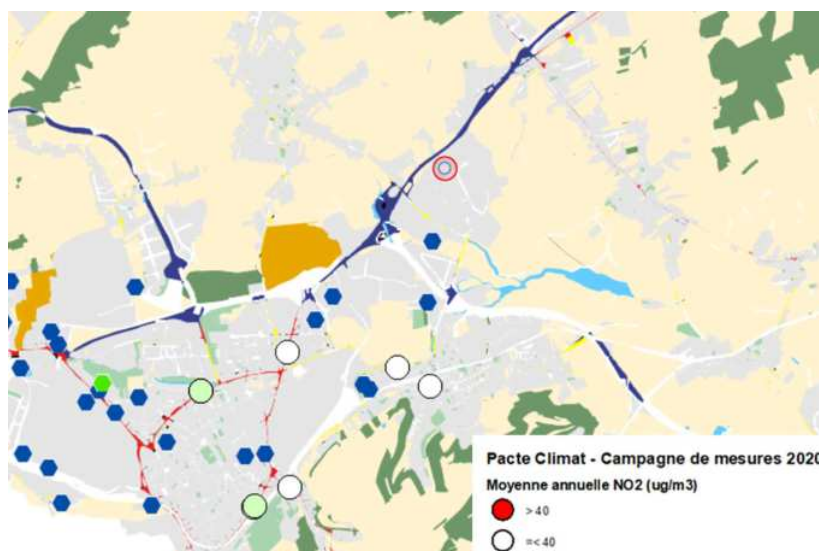 Pacte Climat - Campagne de mesures 2020
Moyenne annuelle NO2 (ug/m3)
> 40
=< 40